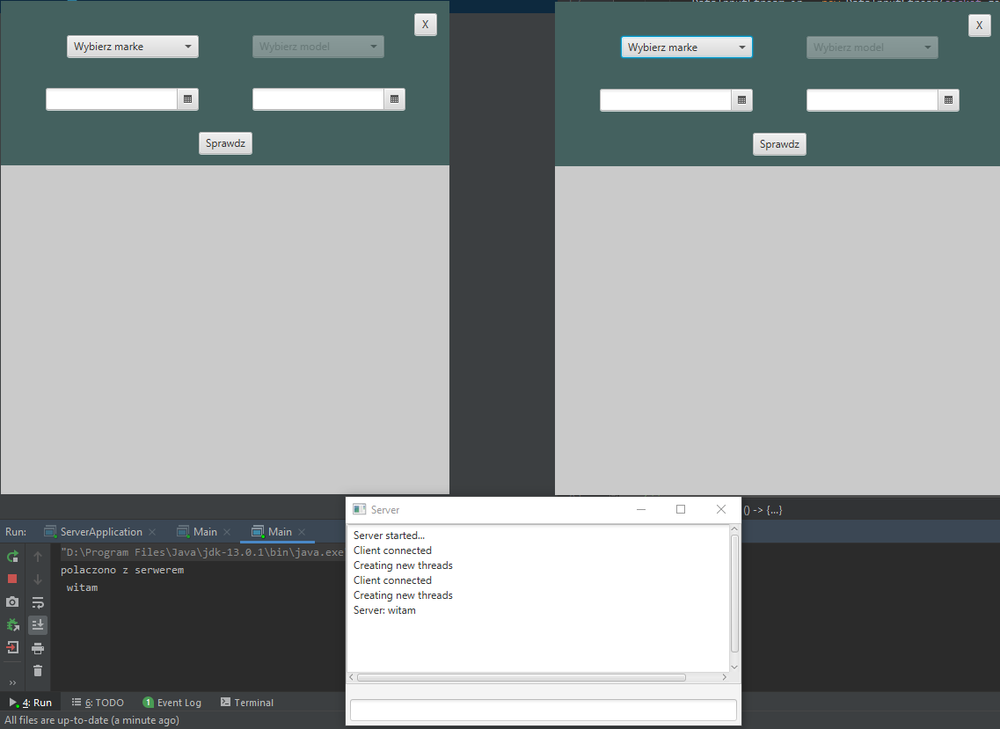 X
Wybierz marke
Wybierz model
Sprawdz
X
Wybierz marke
Wybierz model
Sprawdz
() -> {...}
Run:
ServerApplication
Main
Main
"D:\Program Files\Java\jdk-13.0.1\bin\java.exe
polaczono z serwerem
witam
Server
Server started...
Client connected
Creating new threads
Client connected
Creating new threads
Server: witam
4: Run
6: TODO
1 Event Log
Terminal
All files are up-to-date (a minute ago)